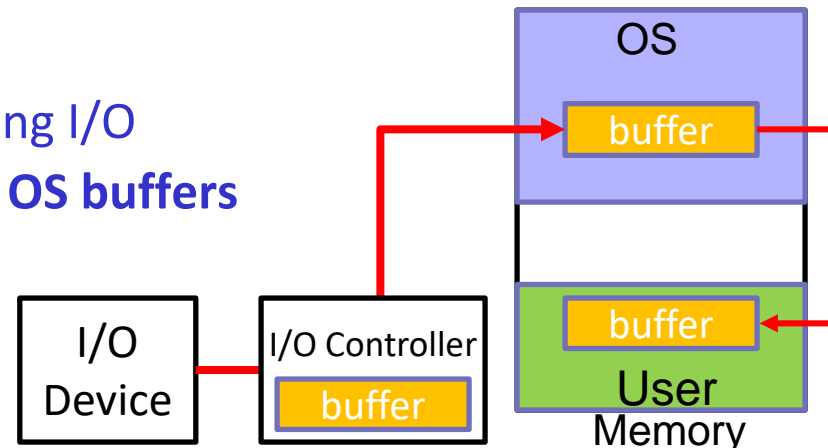 ng I/O
OS buffers
OS
buffer
buffer
User
Memory
I/O
Device
I/O Controller
buffer